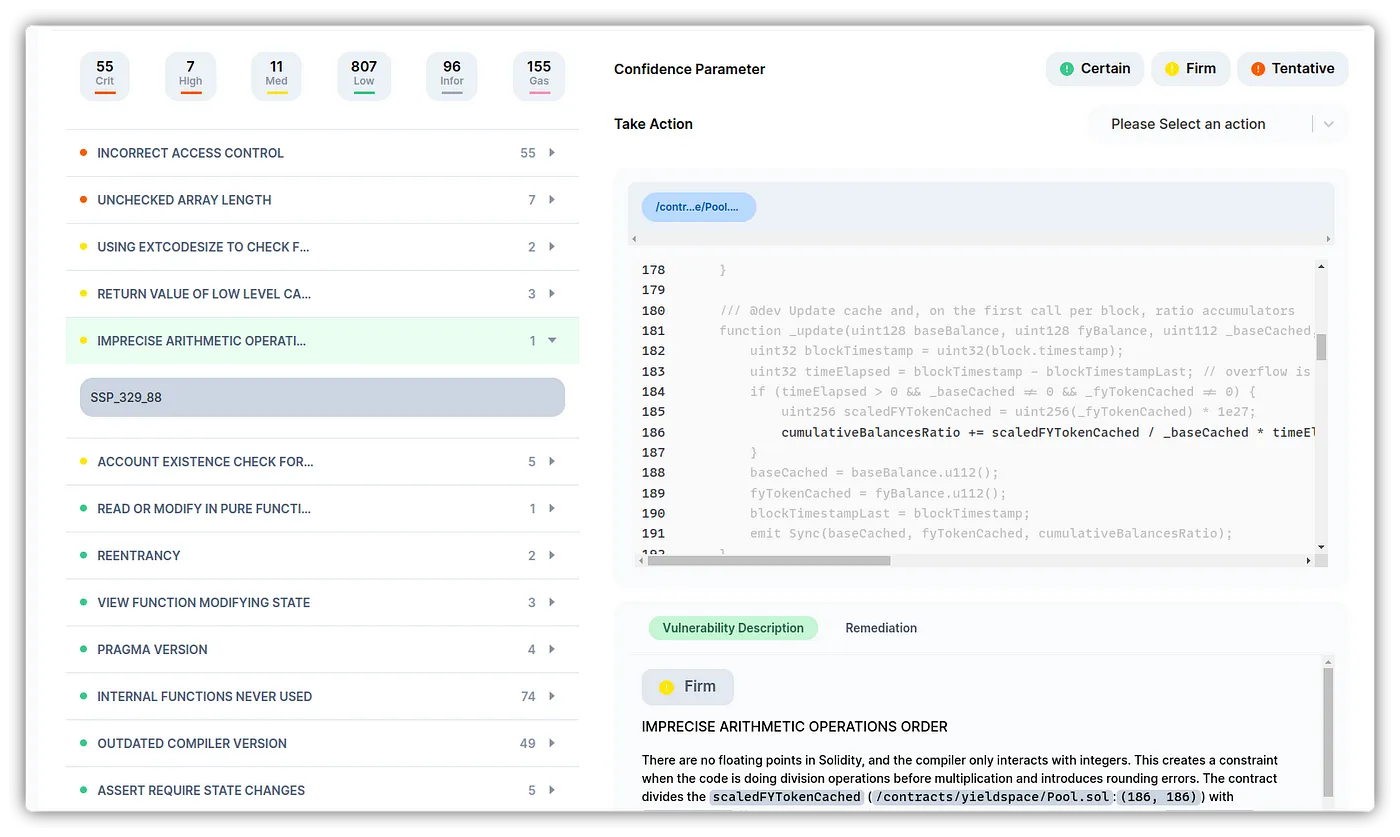 55
Crit
7
High
11
Med
807
Low
96
Infor
155
Gas
INCORRECT ACCESS CONTROL 55
UNCHECKED ARRAY LENGTH 7
USING EXTCODESIZE TO CHECK F... 2
RETURN VALUE OF LOW LEVEL CA... 3
IMPRECISE ARITHMETIC OPERATI... 1
SSP_329_88
ACCOUNT EXISTENCE CHECK FOR... 5
READ OR MODIFY IN PURE FUNCTI... 1
REENTRANCY 2
VIEW FUNCTION MODIFYING STATE 3
PRAGMA VERSION 4
INTERNAL FUNCTIONS NEVER USED 74
OUTDATED COMPILER VERSION 49
ASSERT REQUIRE STATE CHANGES 5
Confidence Parameter
Certain
Firm
Tentative
Take Action
Please Select an action
/contr...e/Pool....
178 }
179
180 /// @dev Update cache and, on the first call per block, ratio accumulators
181 function _update(uint128 baseBalance, uint128 fyBalance, uint112 _baseCached,
182 uint32 blockTimestamp = uint32(block.timestamp);
183 uint32 timeElapsed = blockTimestamp - blockTimestampLast; // overflow is
184 if (timeElapsed > 0 && _baseCached ≠ 0 && _fyTokenCached ≠ 0) {
185 uint256 scaledFYTokenCached = uint256(_fyTokenCached) * 1e27;
186 cumulativeBalancesRatio += scaledFYTokenCached / _baseCached * timeEl
187 }
188 baseCached = baseBalance.u112();
189 fyTokenCached = fyBalance.u112();
190 blockTimestampLast = blockTimestamp;
191 emit Sync(baseCached, fyTokenCached, cumulativeBalancesRatio);
192 }
Vulnerability Description
Remediation
Firm
IMPRECISE ARITHMETIC OPERATIONS ORDER
There are no floating points in Solidity, and the compiler only interacts with integers. This creates a constraint
when the code is doing division operations before multiplication and introduces rounding errors. The contract
divides the scaledFYTokenCached (/contracts/yieldspace/Pool.sol:(186, 186)) with